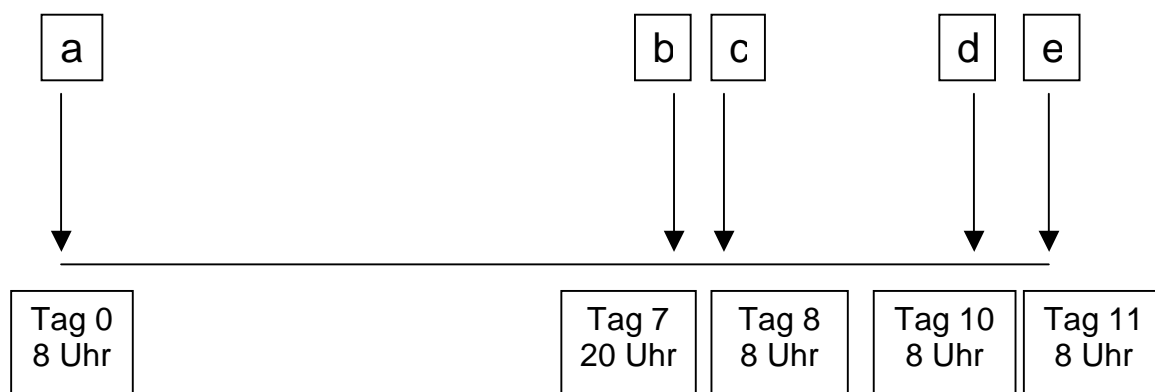 a
b
c
d
e
Tag 0
8 Uhr
Tag 7
20 Uhr
Tag 8
8 Uhr
Tag 10
8 Uhr
Tag 11
8 Uhr